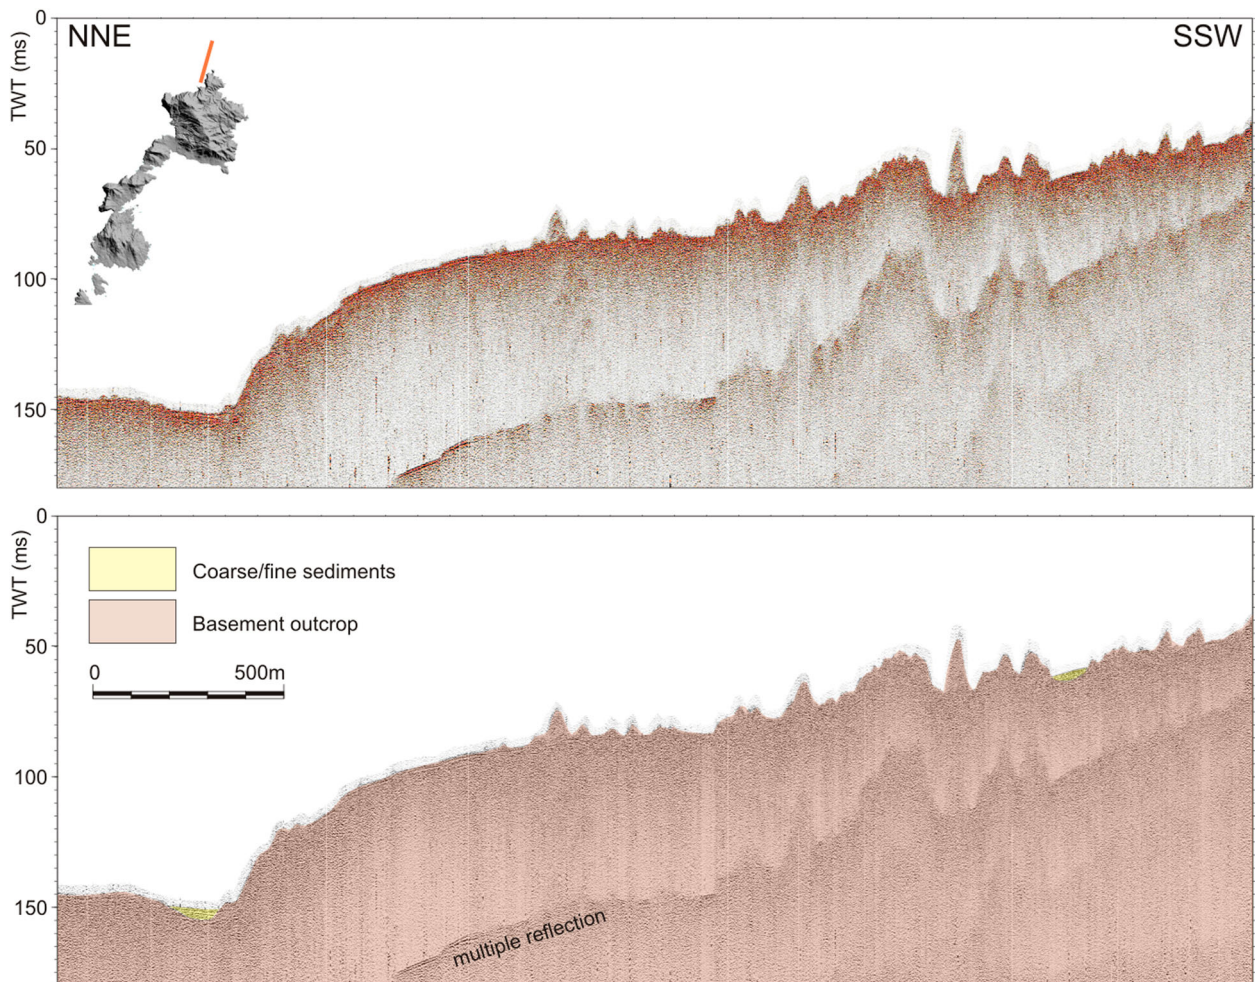 NNE
SSW
TWT (ms)
0
50
100
150
TWT (ms)
0
50
100
150
Coarse/fine sediments
Basement outcrop
0 500m
multiple reflection